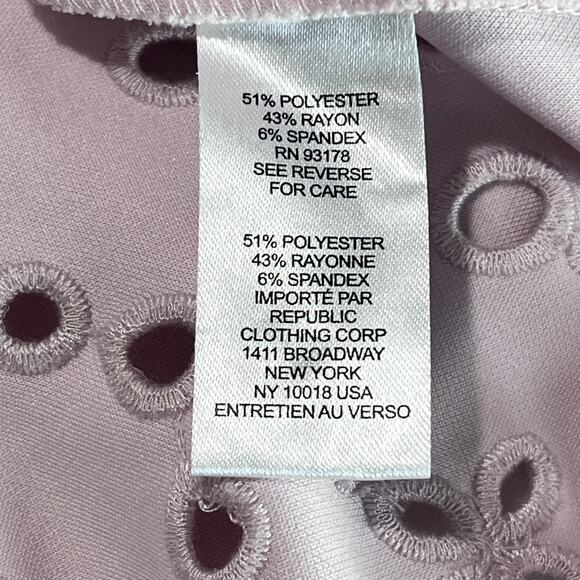 51% POLYESTER
43% RAYON
6% SPANDEX
RN 93178
SEE REVERSE
FOR CARE
51% POLYESTER
43% RAYONNE
6% SPANDEX
IMPORTÉ PAR
REPUBLIC
CLOTHING CORP
1411 BROADWAY
NEW YORK
NY 10018 USA
ENTRETIEN AU VERSO